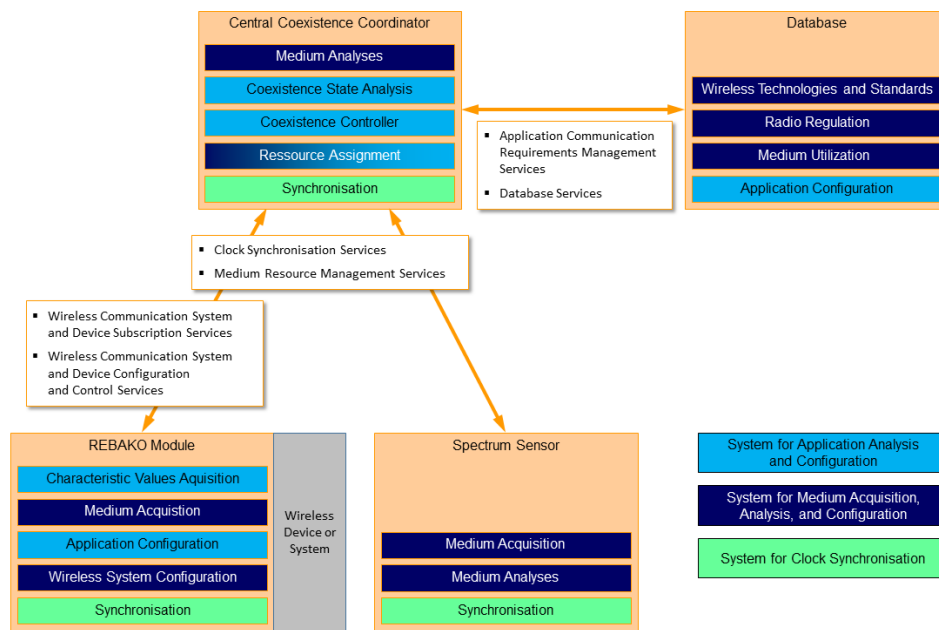 Central Coexistence Coordinator
Medium Analyses
Coexistence State Analysis
Coexistence Controller
Ressource Assignment
Synchronisation
Database
Wireless Technologies and Standards
Radio Regulation
Medium Utilization
Application Configuration
▪ Application Communication
Requirements Management
Services
▪ Database Services
▪ Clock Synchronisation Services
▪ Medium Resource Management Services
▪ Wireless Communication System
and Device Subscription Services
▪ Wireless Communication System
and Device Configuration
and Control Services
REBAKO Module
Characteristic Values Aquisition
Medium Acquistion
Application Configuration
Wireless System Configuration
Synchronisation
Wireless
Device or
System
Spectrum Sensor
Medium Acquisition
Medium Analyses
Synchronisation
System for Application Analysis
and Configuration
System for Medium Acquisition,
Analysis, and Configuration
System for Clock Synchronisation